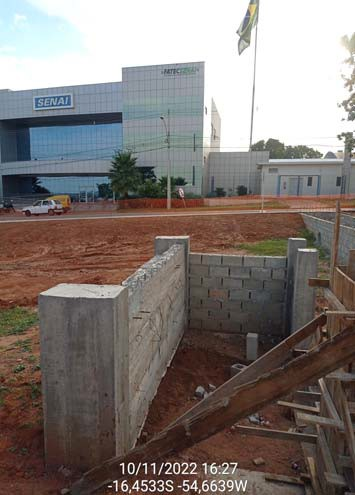 SENAI
FATEC SENAI
10/11/2022 16:27
-16,4533S -54,6639W